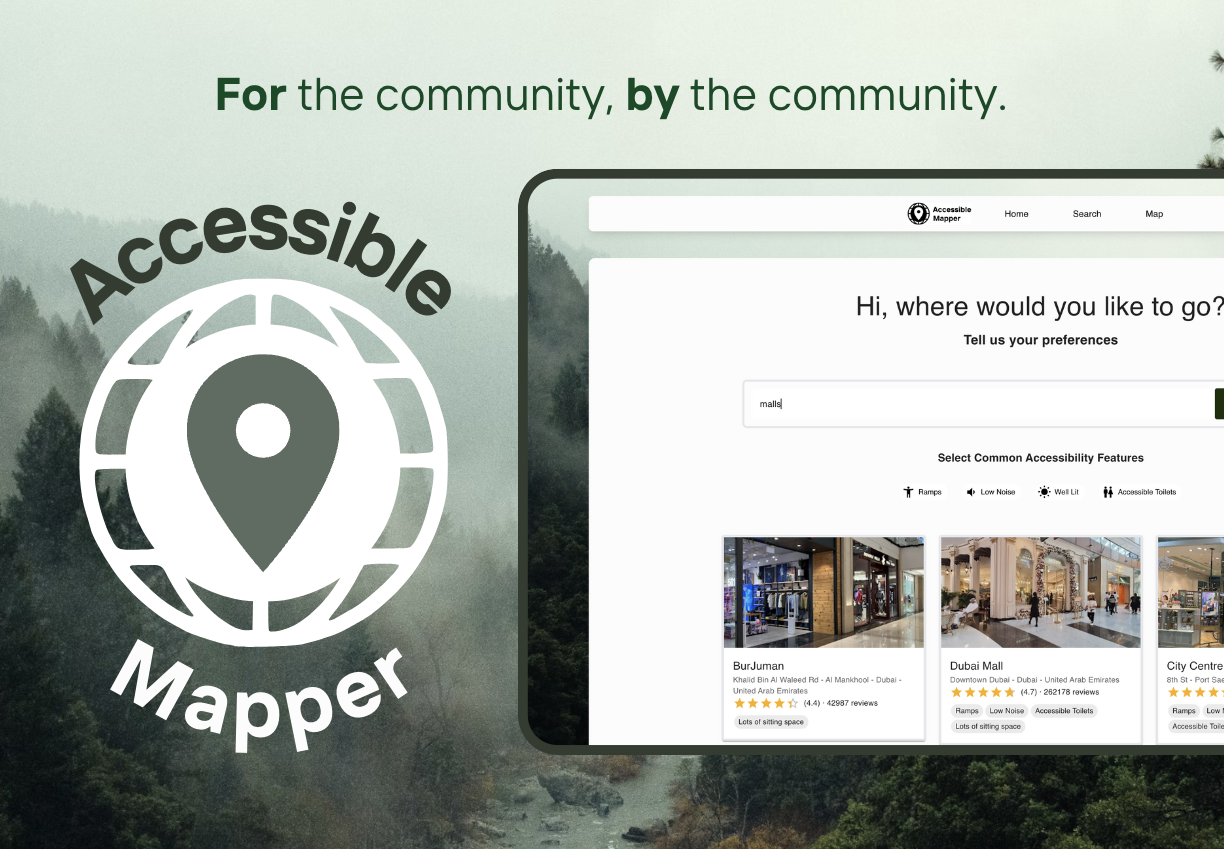 For the community, by the community.
Accessible
Mapper
Accessible
Mapper
Home
Search
Map
Hi, where would you like to go?
Tell us your preferences
malls
Select Common Accessibility Features
Ramps
Low Noise
Well Lit
Accessible Toilets
BurJuman
Khalid Bin Al Waleed Rd - Al Mankhool - Dubai -
United Arab Emirates
(4.4) · 42987 reviews
Lots of sitting space
Dubai Mall
Downtown Dubai - Dubai - United Arab Emirates
(4.7) · 262178 reviews
Ramps
Low Noise
Accessible Toilets
Lots of sitting space
City Centre
8th St - Port Sae
Ramps
Low N
Accessible Toile